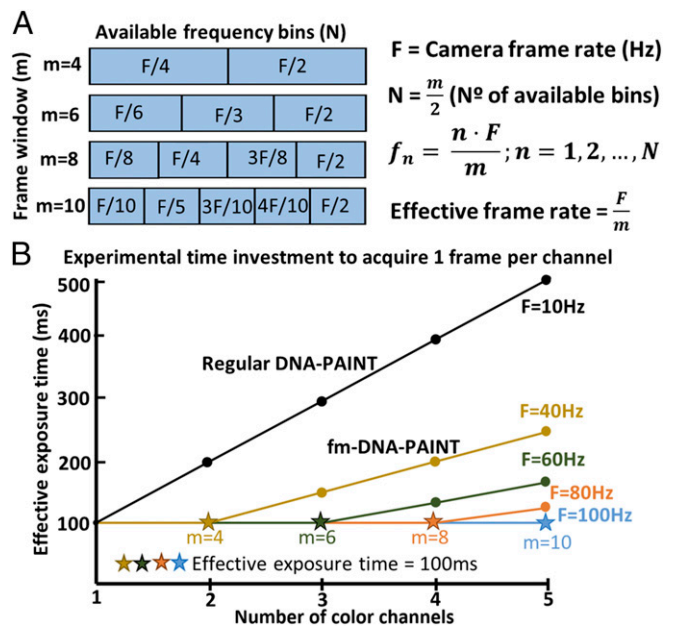 A
Available frequency bins (N)
Frame window (m)
m=4 F/4 F/2
m=6 F/6 F/3 F/2
m=8 F/8 F/4 3F/8 F/2
m=10 F/10 F/5 3F/10 4F/10 F/2
F = Camera frame rate (Hz)
N = m/2 (Nº of available bins)
fₙ = n · F / m ; n = 1, 2, ..., N
Effective frame rate = F/m
B
Experimental time investment to acquire 1 frame per channel
Effective exposure time (ms)
500
400
300
200
100
F=10Hz
Regular DNA-PAINT
F=40Hz
fm-DNA-PAINT
F=60Hz
F=80Hz
F=100Hz
m=4 m=6 m=8 m=10
Effective exposure time = 100ms
1 2 3 4 5
Number of color channels